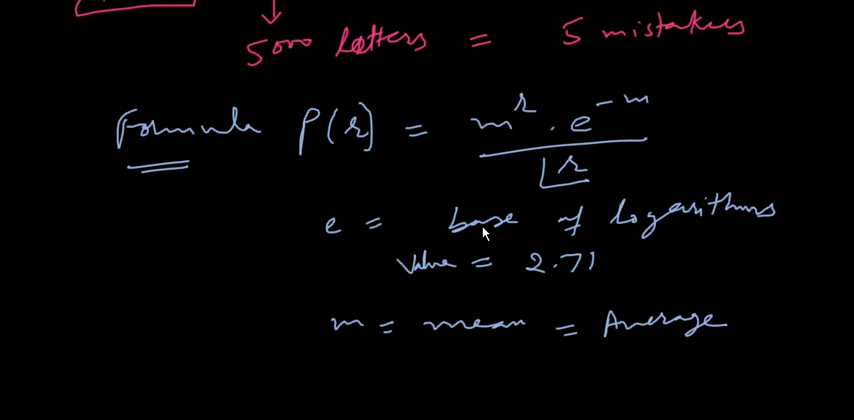 5000 letters = 5 mistakes
Formula P(r) = m^r . e^-m / ⌊r
e = base of logarithms
Value = 2.71
m = mean = Average